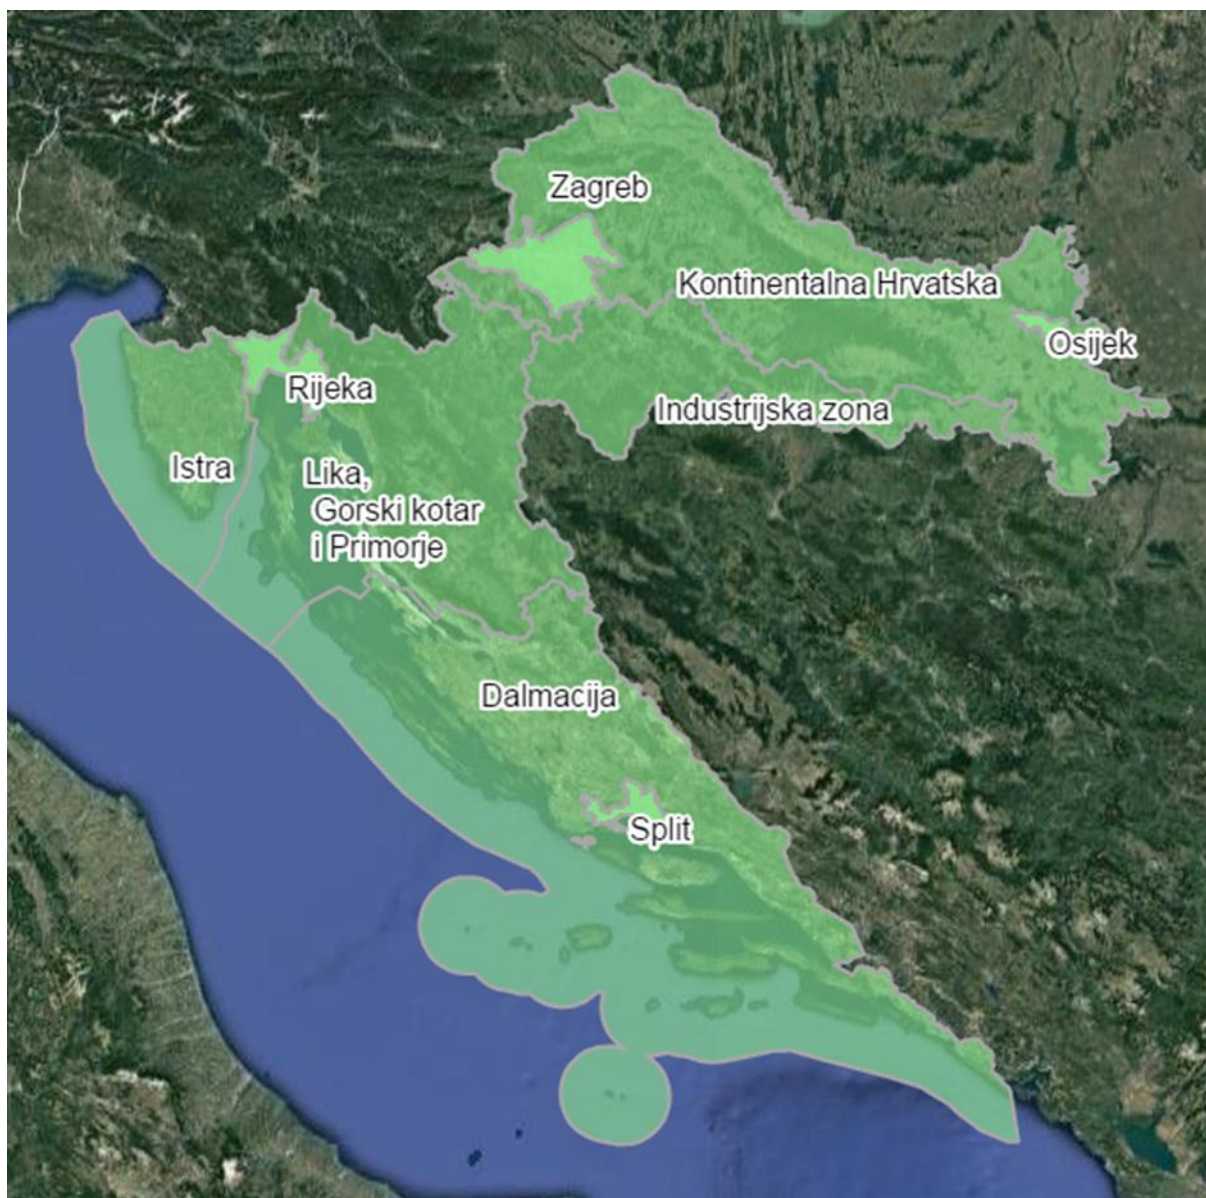 Zagreb
Kontinentalna Hrvatska
Osijek
Rijeka
Industrijska zona
Istra
Lika,
Gorski kotar
i Primorje
Dalmacija
Split